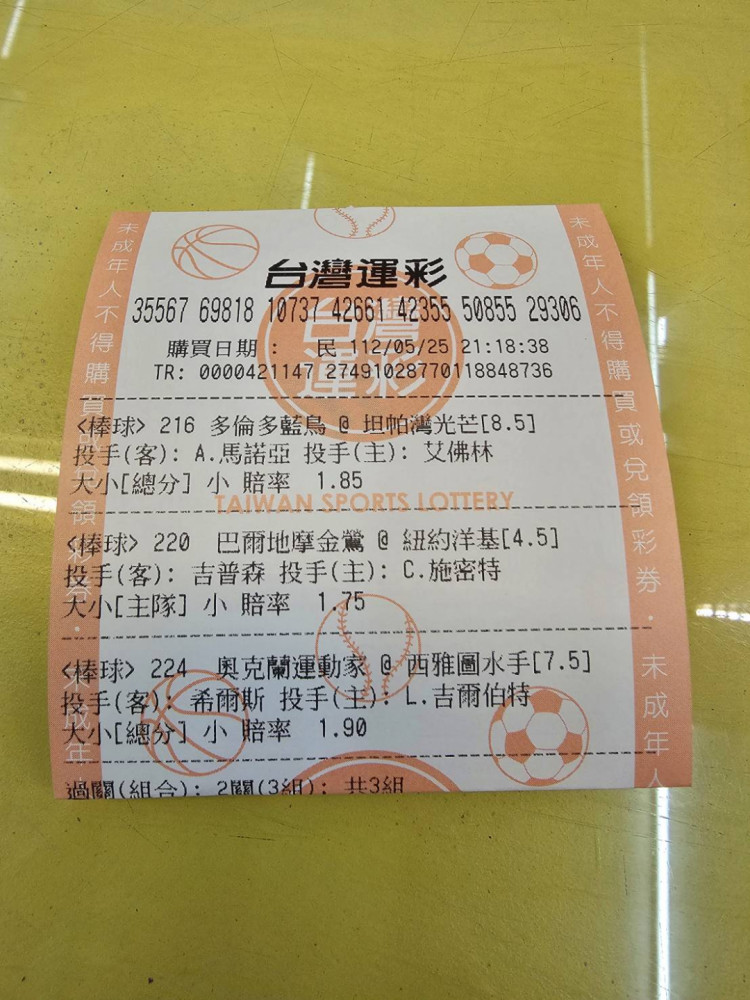 台灣運彩
35567 69818 10737 42661 42355 50855 29306
購買日期: 民 112/05/25 21:18:38
TR: 0000421147 27491028770118848736
<棒球> 216 多倫多藍鳥 @ 坦帕灣光芒[8.5]
投手(客): A.馬諾亞 投手(主): 艾佛林
大小[總分] 小 賠率 1.85
TAIWAN SPORTS LOTTERY
<棒球> 220 巴爾地摩金鶯 @ 紐約洋基[4.5]
投手(客): 吉普森 投手(主): C.施密特
大小[主隊] 小 賠率 1.75
<棒球> 224 奧克蘭運動家 @ 西雅圖水手[7.5]
投手(客): 希爾斯 投手(主): L.吉爾伯特
大小[總分] 小 賠率 1.90
過關(組合): 2關(3組): 共3組
未成年人不得購買或兌領彩券．未成年人
未成年人不得購買
領
券．
成年
台灣運彩